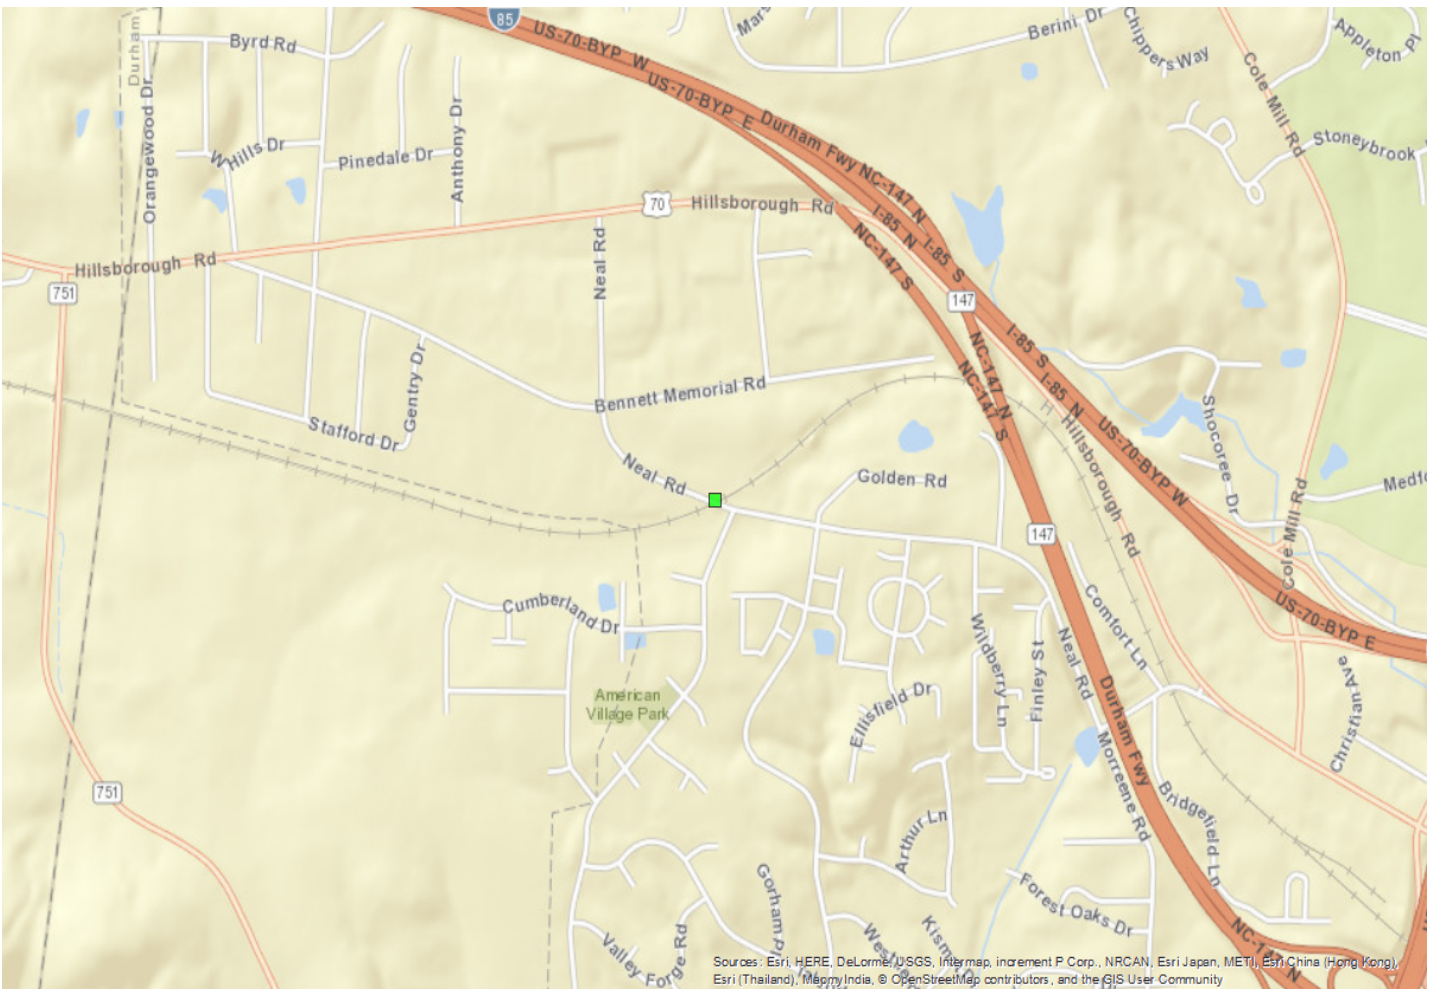 85
US-70-BYP W
US-70-BYP E
Durham Fwy NC-147 N
Berini Dr
Chippers Way
Appleton Pl
Cole Mill Rd
Stoneybrook
Durham
Byrd Rd
Orangewood Dr
W Hills Dr
Pinedale Dr
Anthony Dr
70
Hillsborough Rd
I-85 N
I-85 S
NC-147 S
Hillsborough Rd
751
Neal Rd
147
I-85 S
I-85 N
NC-147 N
NC-147 S
Gentry Dr
Stafford Dr
Bennett Memorial Rd
US-70-BYP W
Shocoree Dr
Hillsborough Rd
Neal Rd
Golden Rd
Cole Mill Rd
147
US-70-BYP E
Cumberland Dr
Comfort Ln
Wildberry Ln
Finley St
Neal Rd
Christian Ave
American
Village Park
Ellisfield Dr
Durham Fwy
Morreene Rd
751
Bridgefield Ln
Arthur Ln
Forest Oaks Dr
Valley Forge Rd
NC-147 N
Sources: Esri, HERE, DeLorme, USGS, Intermap, increment P Corp., NRCAN, Esri Japan, METI, Esri China (Hong Kong),
Esri (Thailand), MapmyIndia, © OpenStreetMap contributors, and the GIS User Community